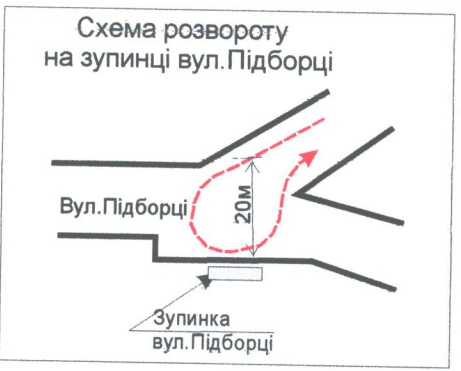 Схема розвороту
на зупинці вул.Підборці
Вул.Підборці
20м
Зупинка
вул.Підборці